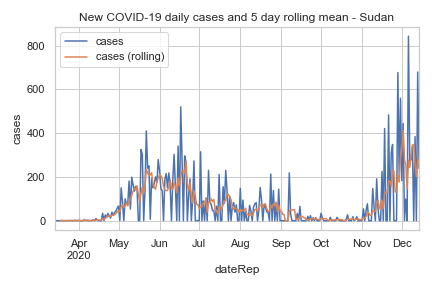 New COVID-19 daily cases and 5 day rolling mean - Sudan
cases
cases (rolling)
cases
800
600
400
200
0
Apr May Jun Jul Aug Sep Oct Nov Dec
2020
dateRep